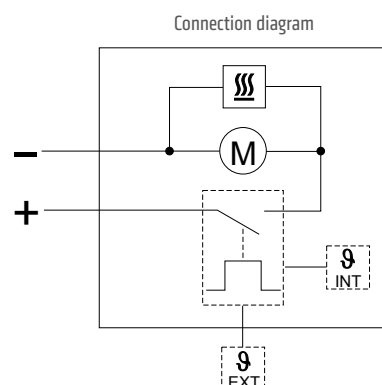 Connection diagram
−
M
+
ϑ
INT
ϑ
EXT